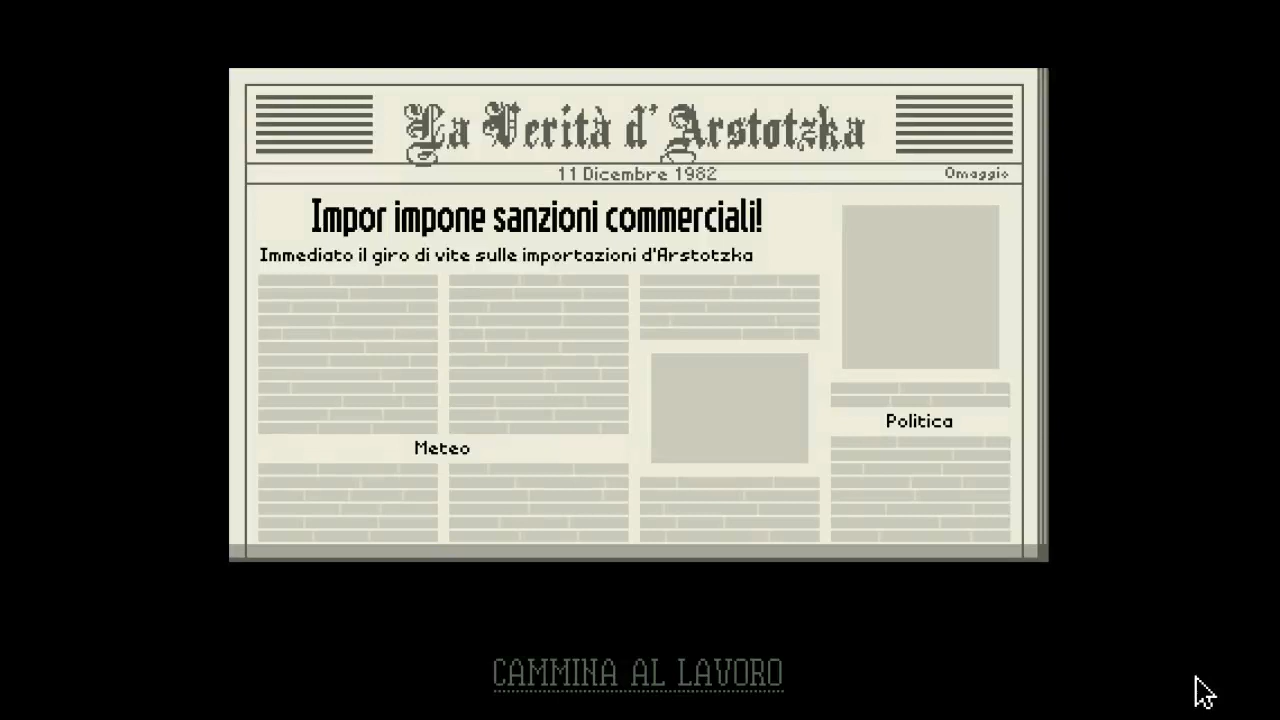 La Verità d'Arstotzka
11 Dicembre 1982
Omaggio
Impor impone sanzioni commerciali!
Immediato il giro di vite sulle importazioni d'Arstotzka
Politica
Meteo
CAMMINA AL LAVORO